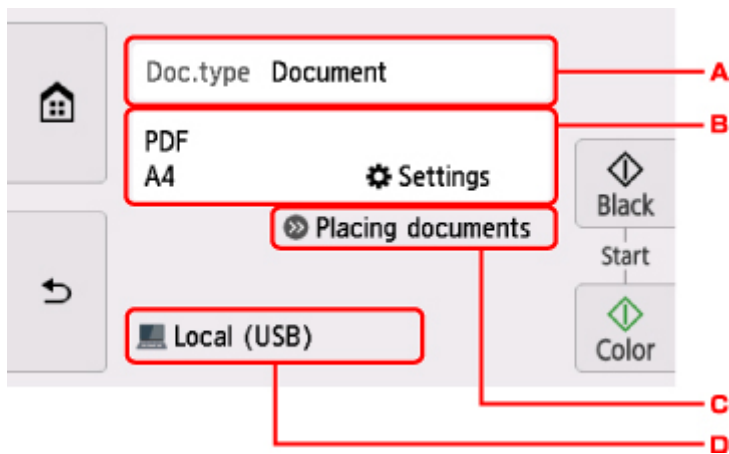 Doc.type Document
A
PDF
B
A4 Settings
Black
Placing documents
Start
Local (USB)
Color
C
D